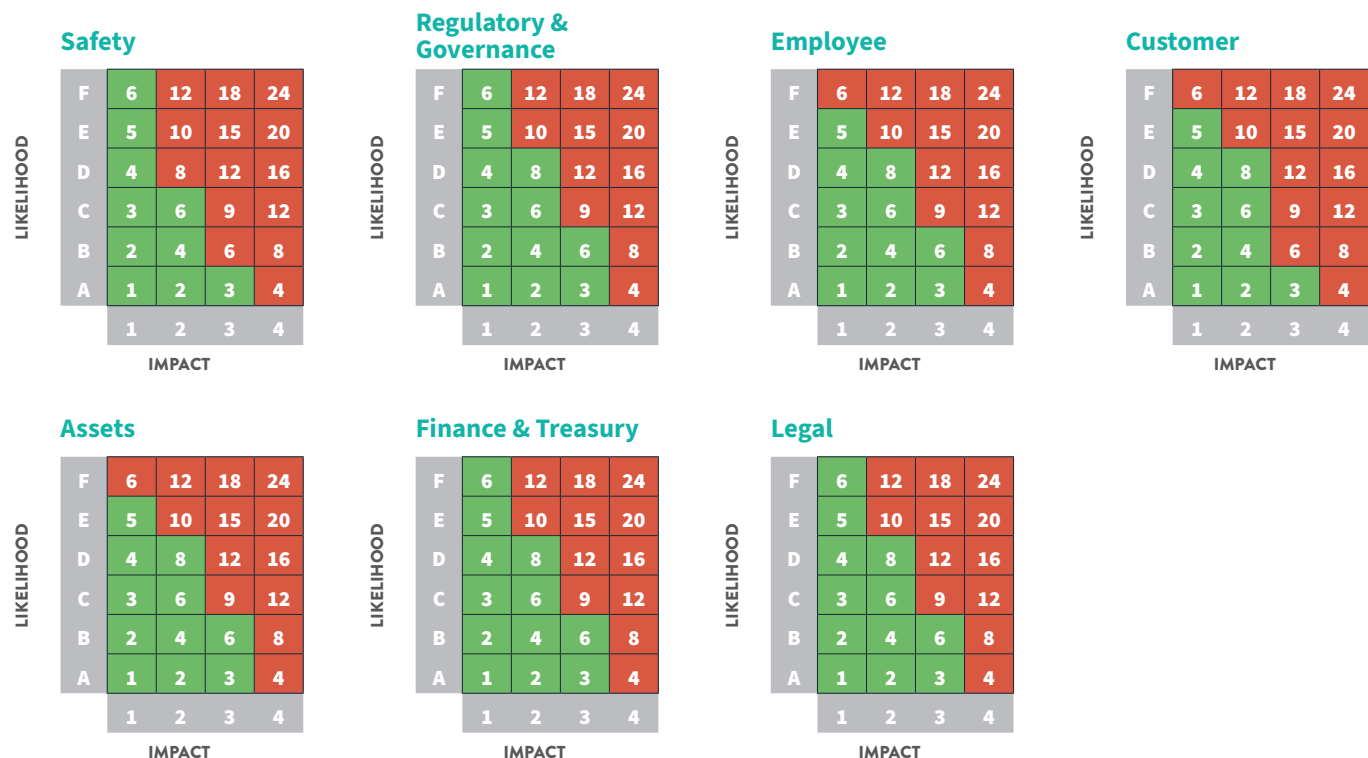 Safety
LIKELIHOOD
F 6 12 18 24
E 5 10 15 20
D 4 8 12 16
C 3 6 9 12
B 2 4 6 8
A 1 2 3 4
1 2 3 4
IMPACT
Regulatory &
Governance
LIKELIHOOD
F 6 12 18 24
E 5 10 15 20
D 4 8 12 16
C 3 6 9 12
B 2 4 6 8
A 1 2 3 4
1 2 3 4
IMPACT
Employee
LIKELIHOOD
F 6 12 18 24
E 5 10 15 20
D 4 8 12 16
C 3 6 9 12
B 2 4 6 8
A 1 2 3 4
1 2 3 4
IMPACT
Customer
LIKELIHOOD
F 6 12 18 24
E 5 10 15 20
D 4 8 12 16
C 3 6 9 12
B 2 4 6 8
A 1 2 3 4
1 2 3 4
IMPACT
Assets
LIKELIHOOD
F 6 12 18 24
E 5 10 15 20
D 4 8 12 16
C 3 6 9 12
B 2 4 6 8
A 1 2 3 4
1 2 3 4
IMPACT
Finance & Treasury
LIKELIHOOD
F 6 12 18 24
E 5 10 15 20
D 4 8 12 16
C 3 6 9 12
B 2 4 6 8
A 1 2 3 4
1 2 3 4
IMPACT
Legal
LIKELIHOOD
F 6 12 18 24
E 5 10 15 20
D 4 8 12 16
C 3 6 9 12
B 2 4 6 8
A 1 2 3 4
1 2 3 4
IMPACT